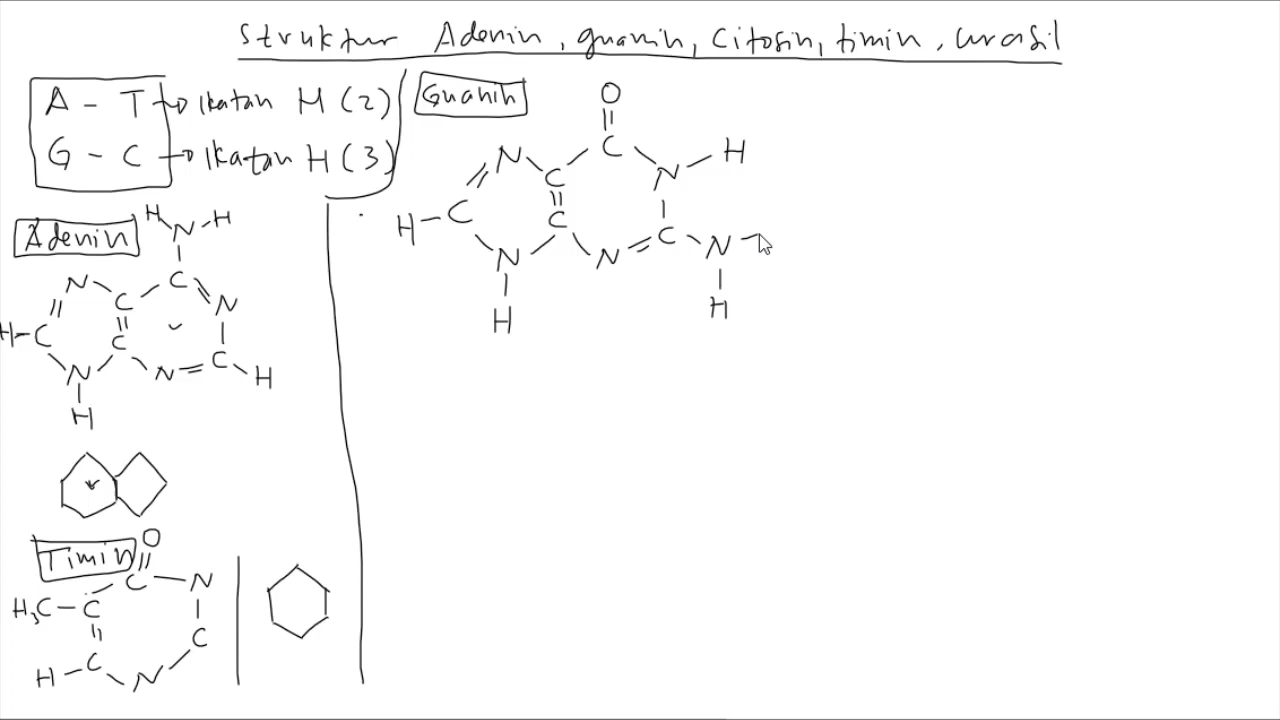 Struktur Adenin, guanin, Citosin, timin, urasil
A - T → Ikatan H (2)
G - C → Ikatan H (3)
Guanin
O
C
N
H
N
C
C
C
H
N
N
C
N
H
H
Adenin
H
N
H
N
C
C
N
H
C
C
N
N
C
H
H
Timin
O
C
N
H₃C
C
C
C
H
N